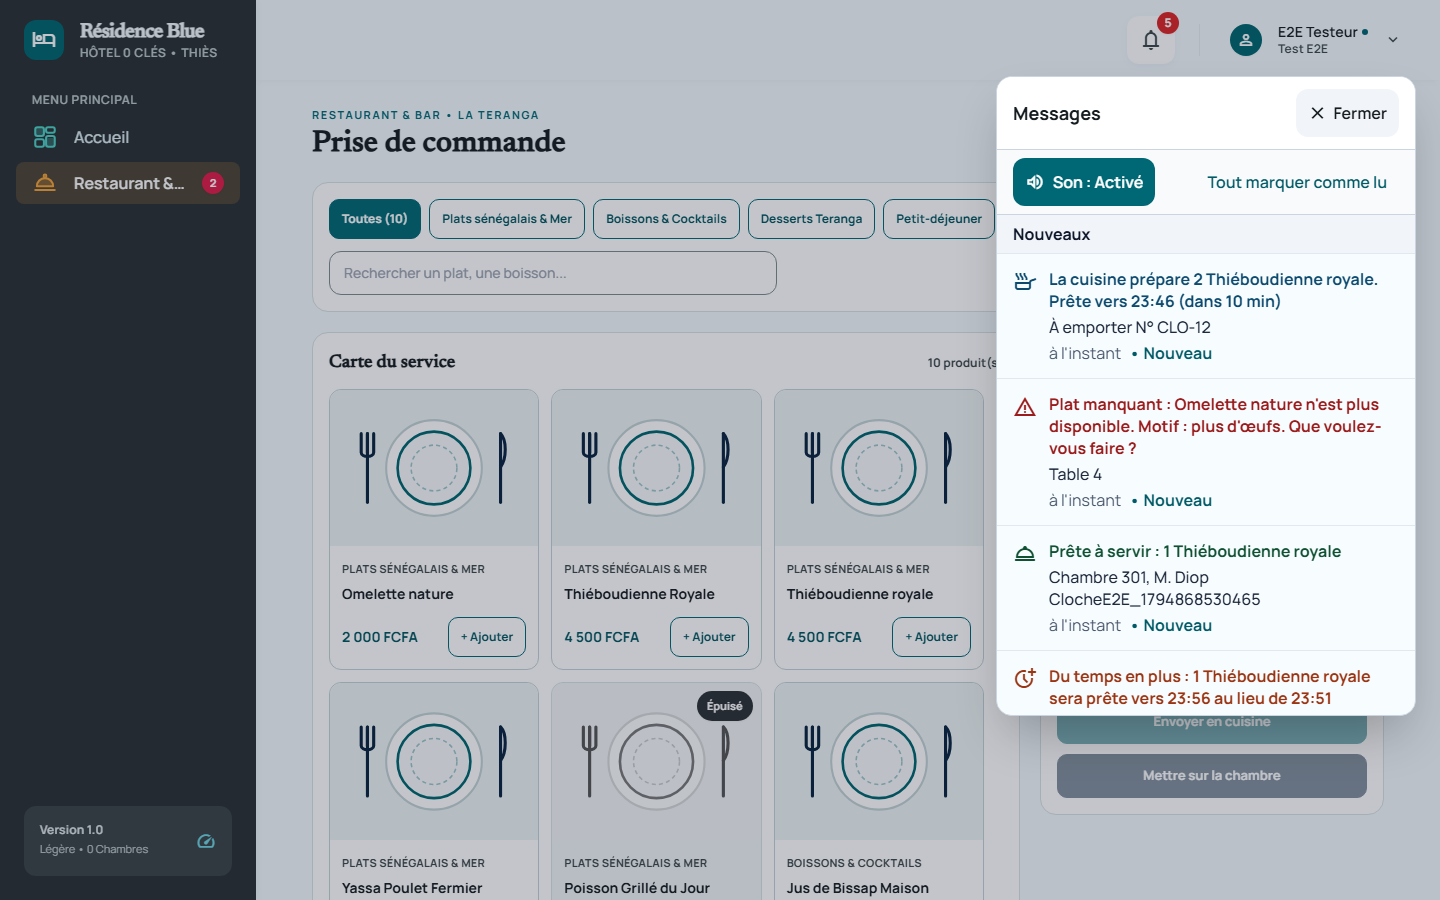 Résidence Blue
HÔTEL 0 CLÉS • THIÈS
MENU PRINCIPAL
Accueil
Restaurant &...
2
Version 1.0
Légère • 0 Chambres
5
E2E Testeur
Test E2E
RESTAURANT & BAR • LA TERANGA
Prise de commande
Toutes (10)
Plats sénégalais & Mer
Boissons & Cocktails
Desserts Teranga
Petit-déjeuner
Rechercher un plat, une boisson...
Carte du service
10 produit(s
PLATS SÉNÉGALAIS & MER
Omelette nature
2 000 FCFA
+ Ajouter
PLATS SÉNÉGALAIS & MER
Thiéboudienne Royale
4 500 FCFA
+ Ajouter
PLATS SÉNÉGALAIS & MER
Thiéboudienne royale
4 500 FCFA
+ Ajouter
PLATS SÉNÉGALAIS & MER
Yassa Poulet Fermier
Épuisé
PLATS SÉNÉGALAIS & MER
Poisson Grillé du Jour
BOISSONS & COCKTAILS
Jus de Bissap Maison
Messages
Fermer
Son : Activé
Tout marquer comme lu
Nouveaux
La cuisine prépare 2 Thiéboudienne royale.
Prête vers 23:46 (dans 10 min)
À emporter N° CLO-12
à l'instant • Nouveau
Plat manquant : Omelette nature n'est plus
disponible. Motif : plus d'œufs. Que voulez-
vous faire ?
Table 4
à l'instant • Nouveau
Prête à servir : 1 Thiéboudienne royale
Chambre 301, M. Diop
ClocheE2E_1794868530465
à l'instant • Nouveau
Du temps en plus : 1 Thiéboudienne royale
sera prête vers 23:56 au lieu de 23:51
Envoyer en cuisine
Mettre sur la chambre